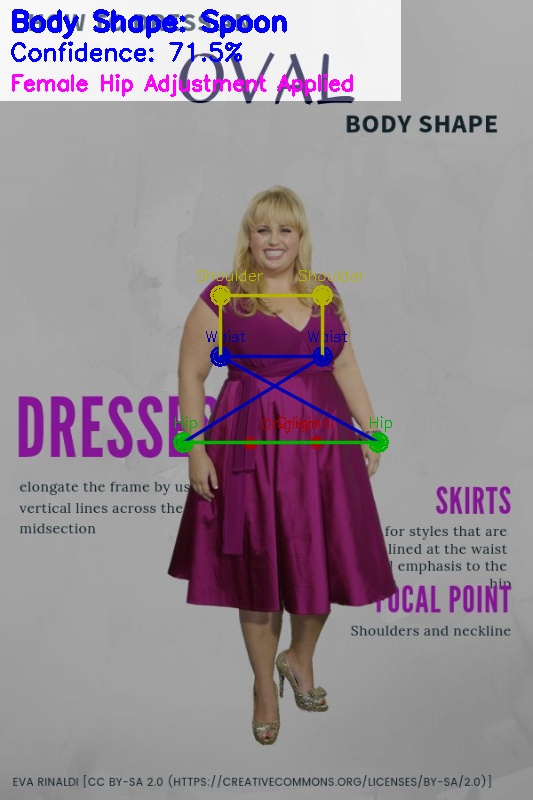 Body Shape: Spoon
Confidence: 71.5%
Female Hip Adjustment Applied
OVAL
BODY SHAPE
Shoulder Shoulder
Waist Waist
DRESSES
Hip Hip
elongate the frame by us
vertical lines across the
midsection
SKIRTS
for styles that are
lined at the waist
emphasis to the
hip
FOCAL POINT
Shoulders and neckline
EVA RINALDI [CC BY-SA 2.0 (HTTPS://CREATIVECOMMONS.ORG/LICENSES/BY-SA/2.0)]